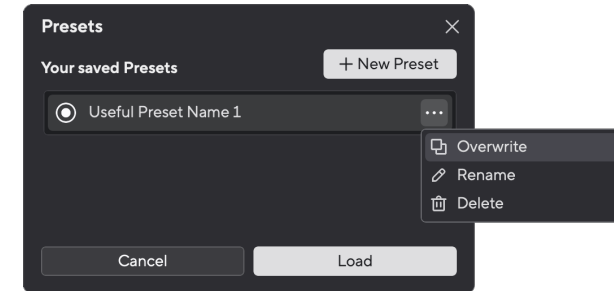 Presets
Your saved Presets
New Preset
Useful Preset Name 1
Overwrite
Rename
Delete
Cancel
Load